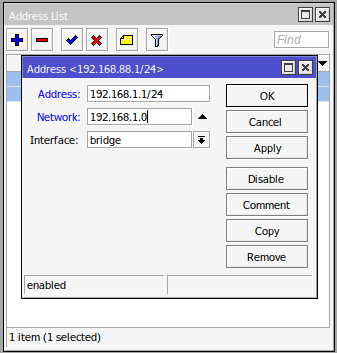 Address List
Find
Address <192.168.88.1/24>
Address: 192.168.1.1/24
OK
Network: 192.168.1.0
Cancel
Interface: bridge
Apply
Disable
Comment
Copy
Remove
enabled
1 item (1 selected)